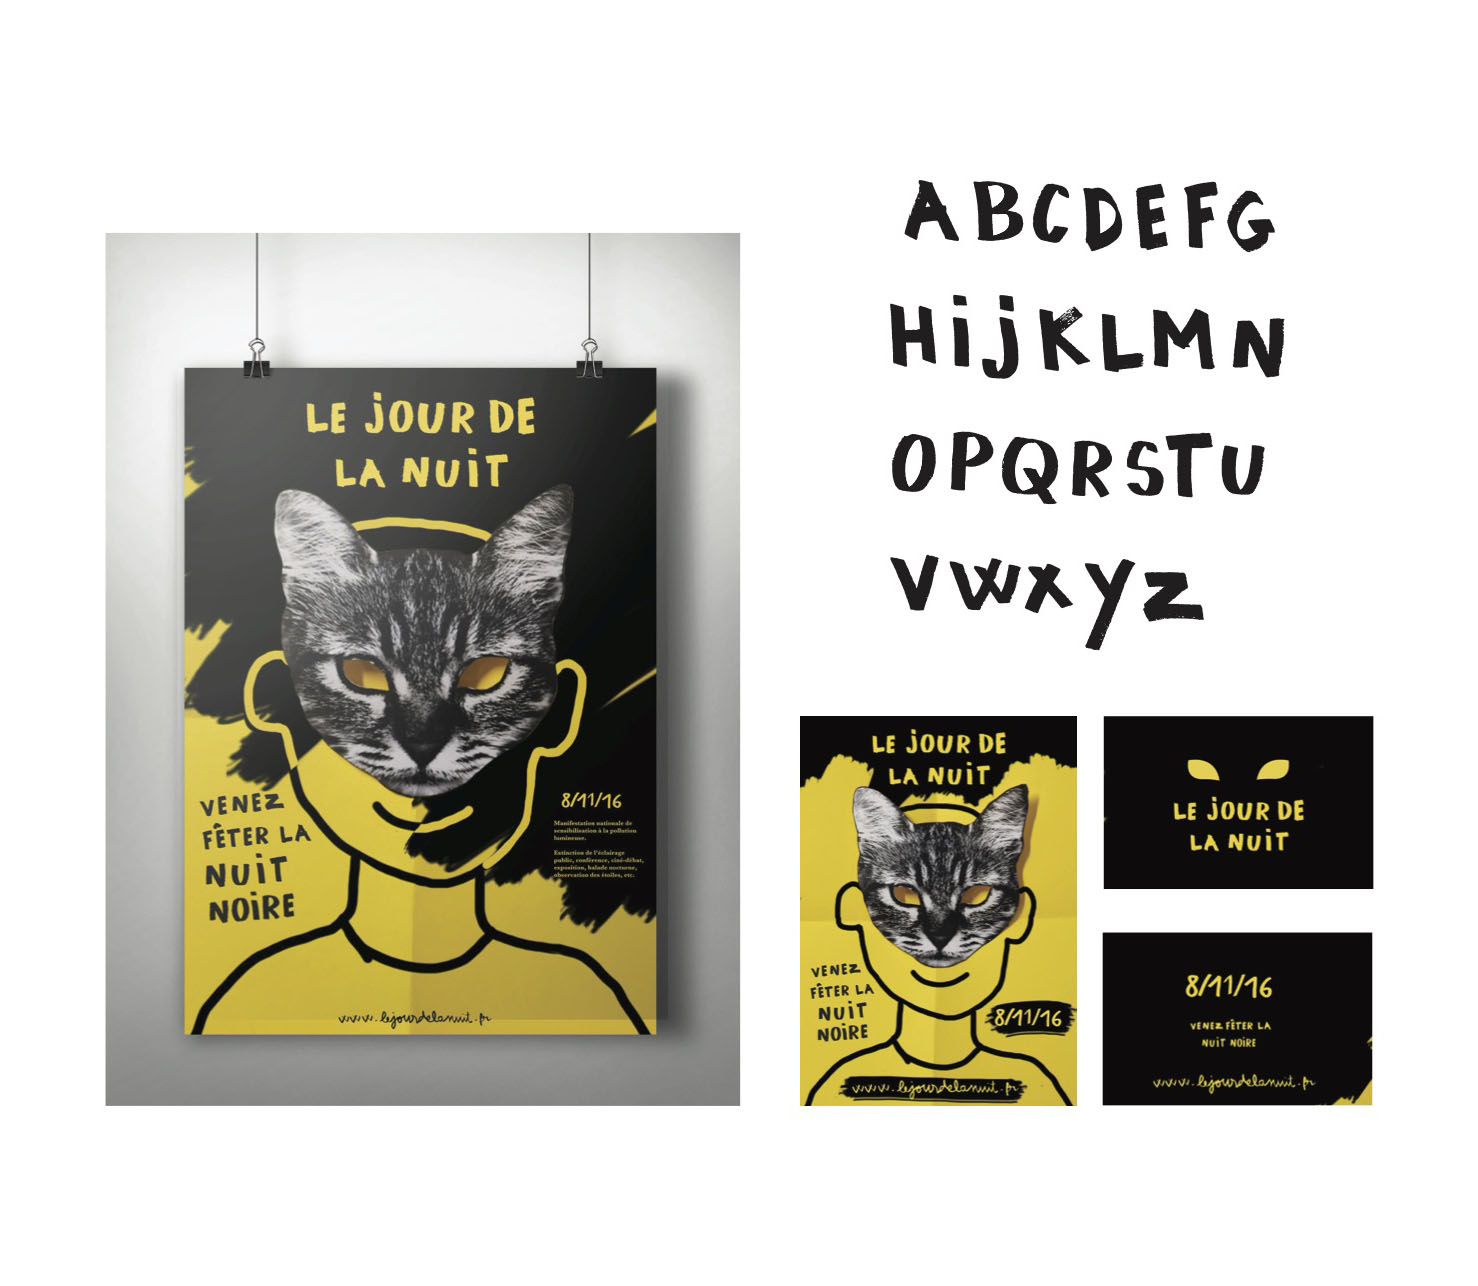 LE jOUR DE
LA NUiT
VENEZ
FÊTER LA
NUiT
NOiRE
8/11/16
Manifestation nationale de
sensibilisation à la pollution
lumineuse.
Extinction de l'éclairage
public, conférence, ciné-débat,
exposition, balade nocturne,
observation des étoiles, etc.
www.lejourdelanuit.fr
ABCDEFG
HijKLMN
OPQRSTU
VWXYZ
LE jOUR DE
LA NUiT
VENEZ
FÊTER LA
NUiT
NOiRE
8/11/16
www.lejourdelanuit.fr
LE jOUR DE
LA NUiT
8/11/16
VENEZ FÊTER LA
NUiT NOiRE
www.lejourdelanuit.fr